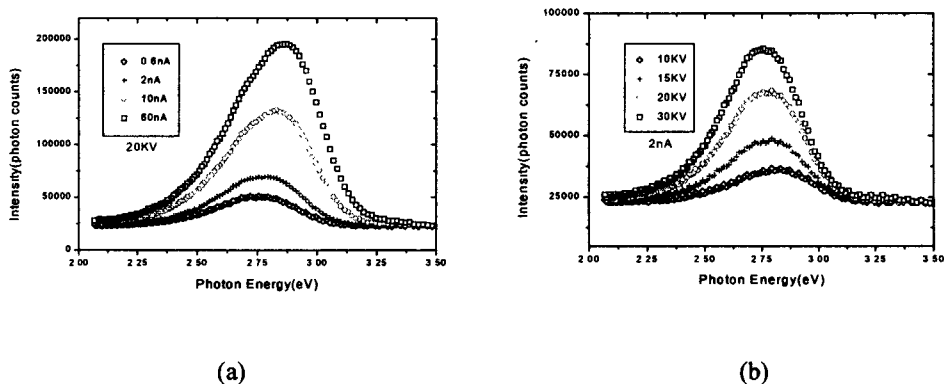 200000
150000
100000
50000
0
Intensity(photon counts)
0 6nA
2nA
10nA
60nA
20KV
2 00 2 25 2 50 2 75 3 00 3 25 3 50
Photon Energy(eV)
(a)
100000
75000
50000
25000
Intensity(photon counts)
10KV
15KV
20KV
30KV
2nA
2 00 2 25 2 50 2 75 3 00 3 25 3 50
Photon Energy(eV)
(b)